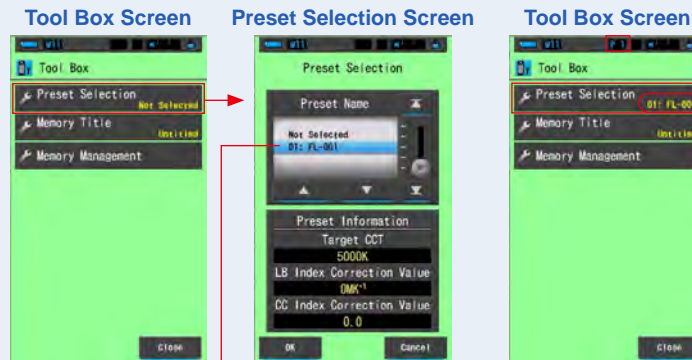 Tool Box Screen
Tool Box
Preset Selection
Not Selected
Memory Title
Untitled
Memory Management
Close
Preset Selection Screen
Preset Selection
Preset Name
Not Selected
01: FL-001
Preset Information
Target CCT
5000K
LB Index Correction Value
0MK⁻¹
CC Index Correction Value
0.0
OK
Cancel
Tool Box Screen
Tool Box
Preset Selection
01: FL-00
Memory Title
Memory Management
Close